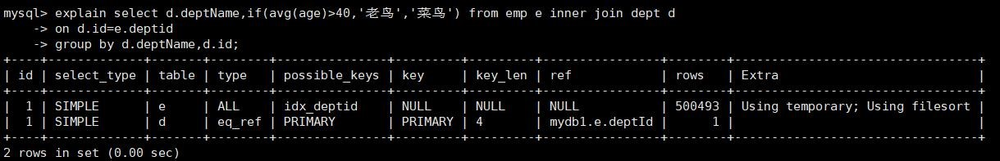 mysql> explain select d.deptName,if(avg(age)>40,'老鸟','菜鸟') from emp e inner join dept d
    -> on d.id=e.deptid
    -> group by d.deptName,d.id;
+----+-------------+-------+--------+---------------+---------+---------+----------------+--------+---------------------------------+
| id | select_type | table | type   | possible_keys | key     | key_len | ref            | rows   | Extra                           |
+----+-------------+-------+--------+---------------+---------+---------+----------------+--------+---------------------------------+
|  1 | SIMPLE      | e     | ALL    | idx_deptid    | NULL    | NULL    | NULL           | 500493 | Using temporary; Using filesort |
|  1 | SIMPLE      | d     | eq_ref | PRIMARY       | PRIMARY | 4       | mydb1.e.deptId |      1 |                                 |
+----+-------------+-------+--------+---------------+---------+---------+----------------+--------+---------------------------------+
2 rows in set (0.00 sec)